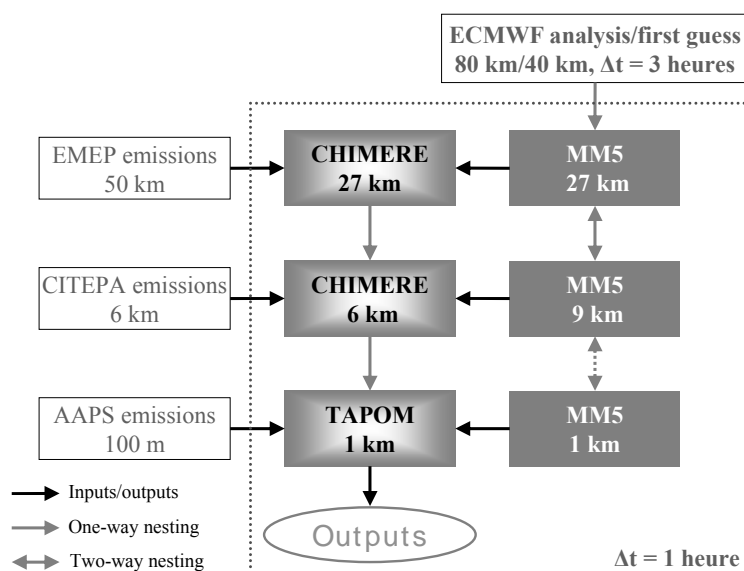 ECMWF analysis/first guess
80 km/40 km, Δt = 3 heures
EMEP emissions
50 km
CHIMERE
27 km
MM5
27 km
CITEPA emissions
6 km
CHIMERE
6 km
MM5
9 km
AAPS emissions
100 m
TAPOM
1 km
MM5
1 km
Inputs/outputs
One-way nesting
Two-way nesting
Outputs
Δt = 1 heure